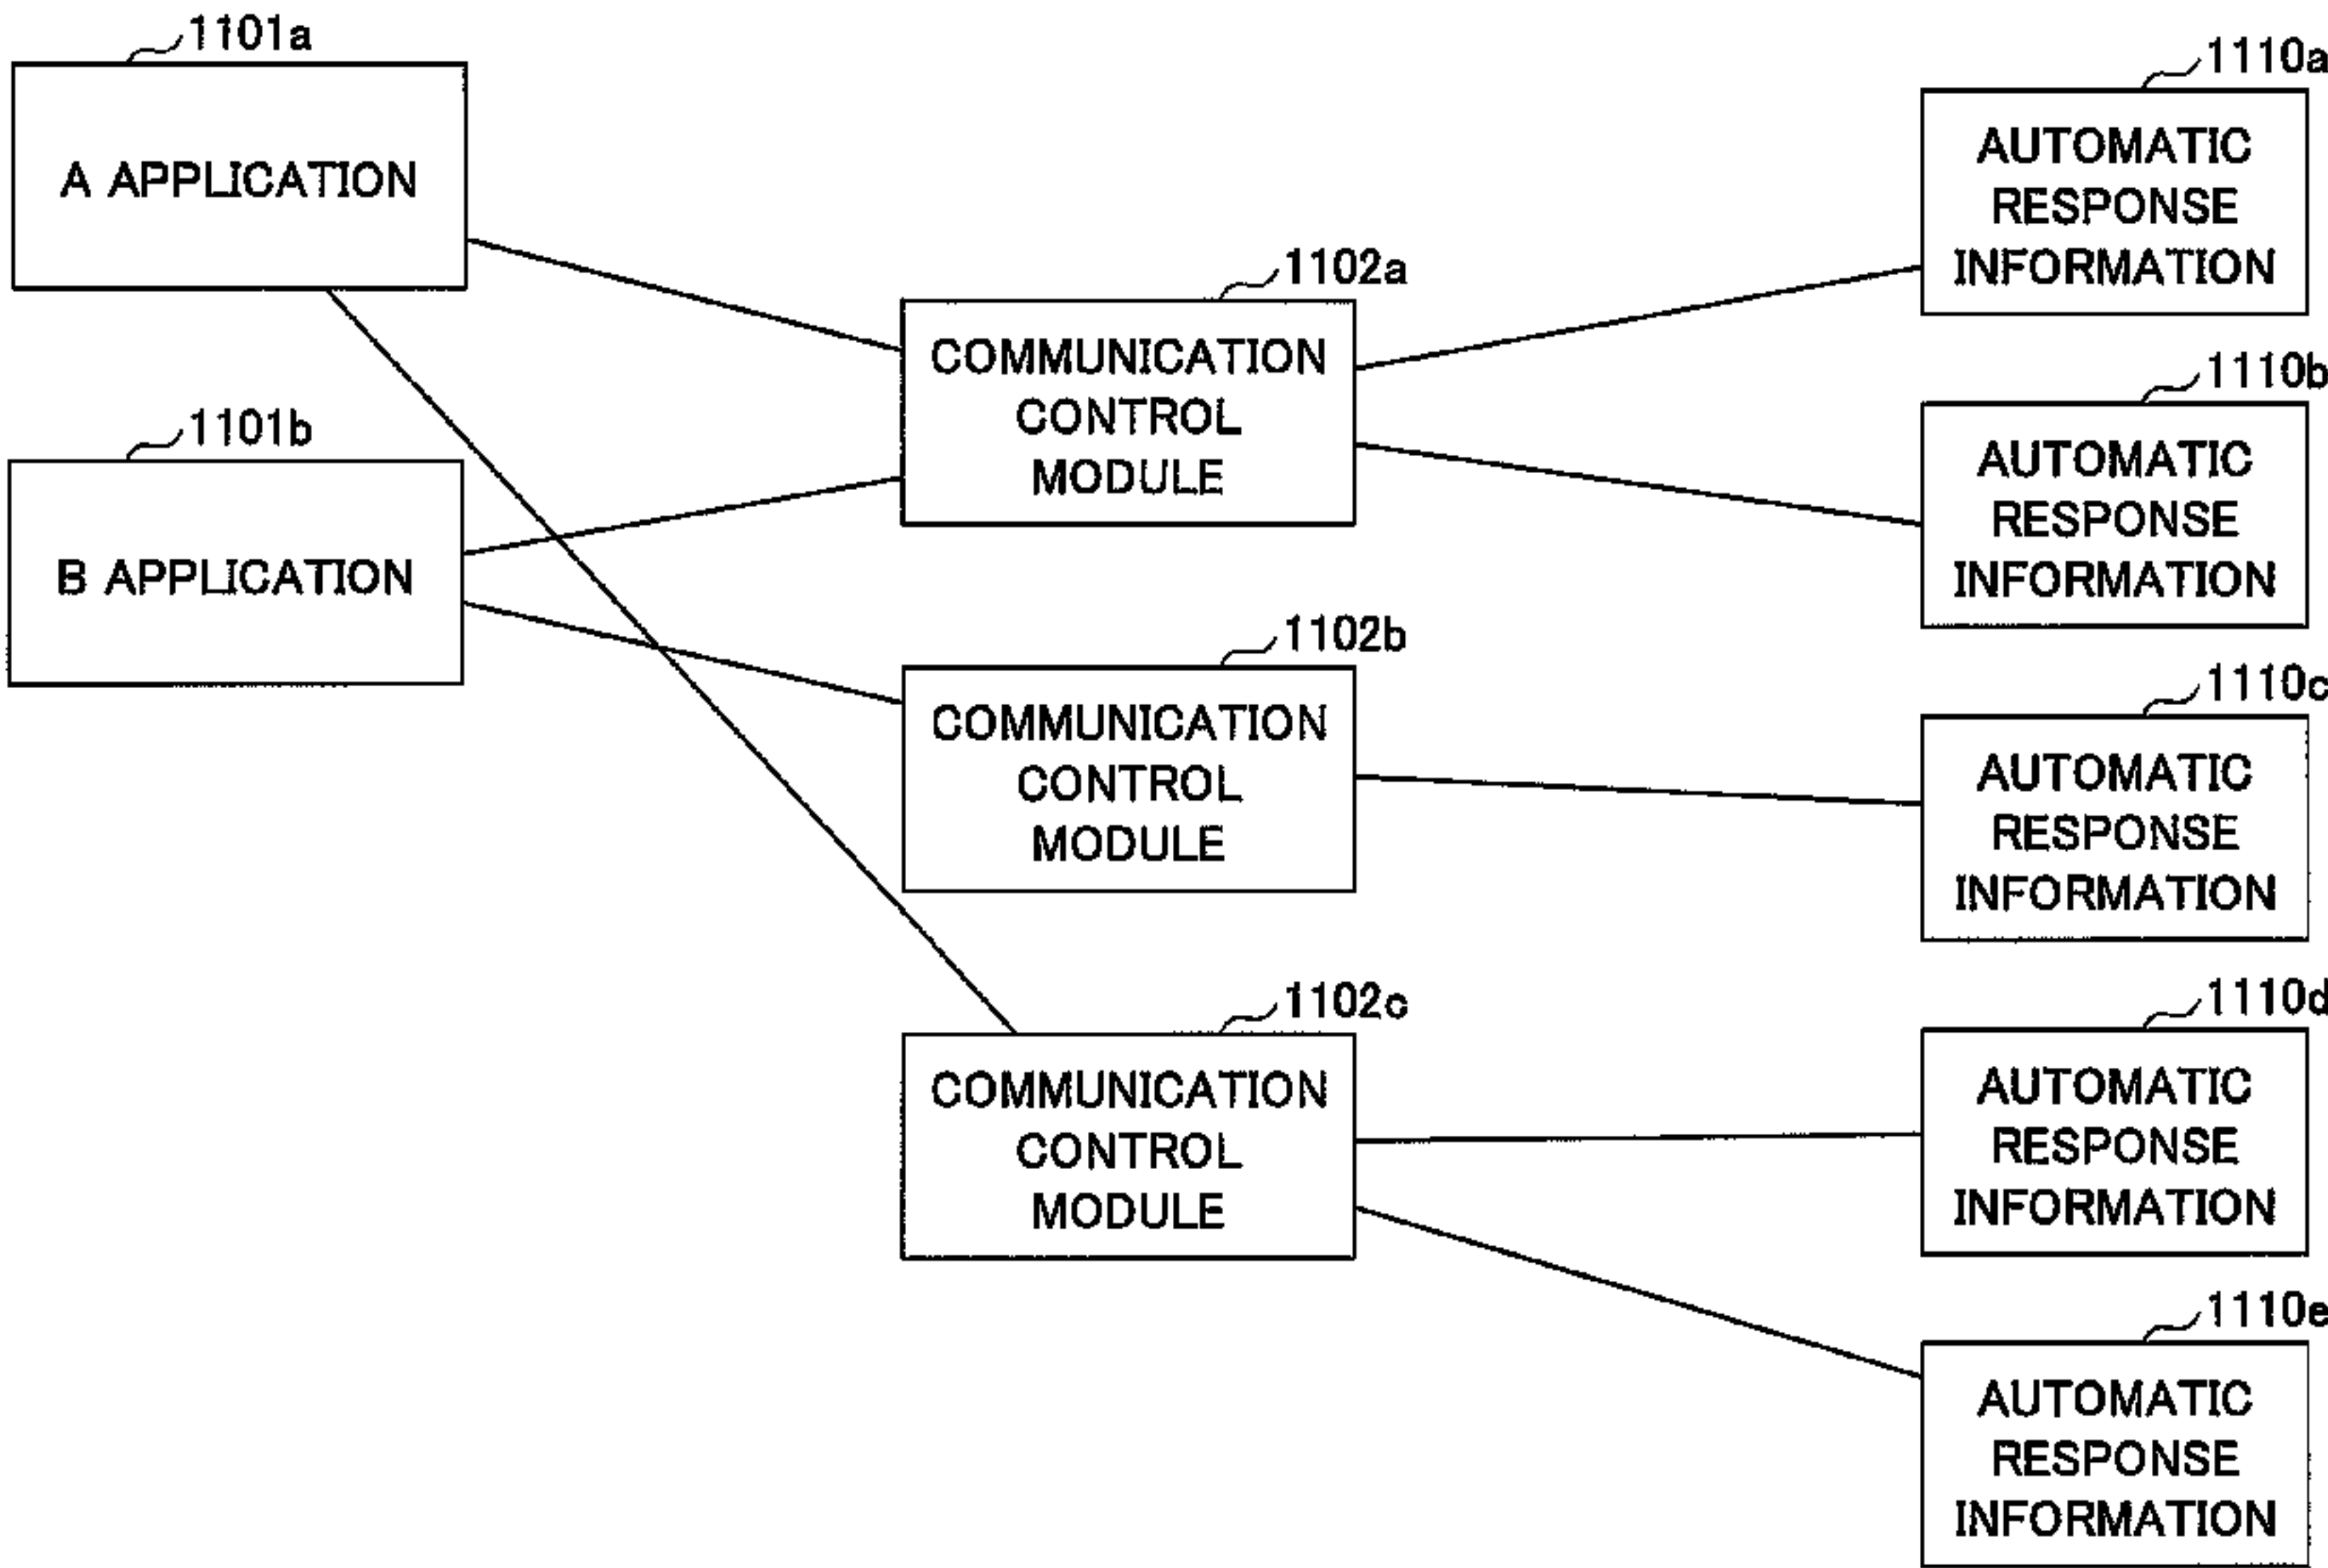 1101a
A APPLICATION
1101b
B APPLICATION
1102a
COMMUNICATION
CONTROL
MODULE
1102b
COMMUNICATION
CONTROL
MODULE
1102c
COMMUNICATION
CONTROL
MODULE
1110a
AUTOMATIC
RESPONSE
INFORMATION
1110b
AUTOMATIC
RESPONSE
INFORMATION
1110c
AUTOMATIC
RESPONSE
INFORMATION
1110d
AUTOMATIC
RESPONSE
INFORMATION
1110e
AUTOMATIC
RESPONSE
INFORMATION